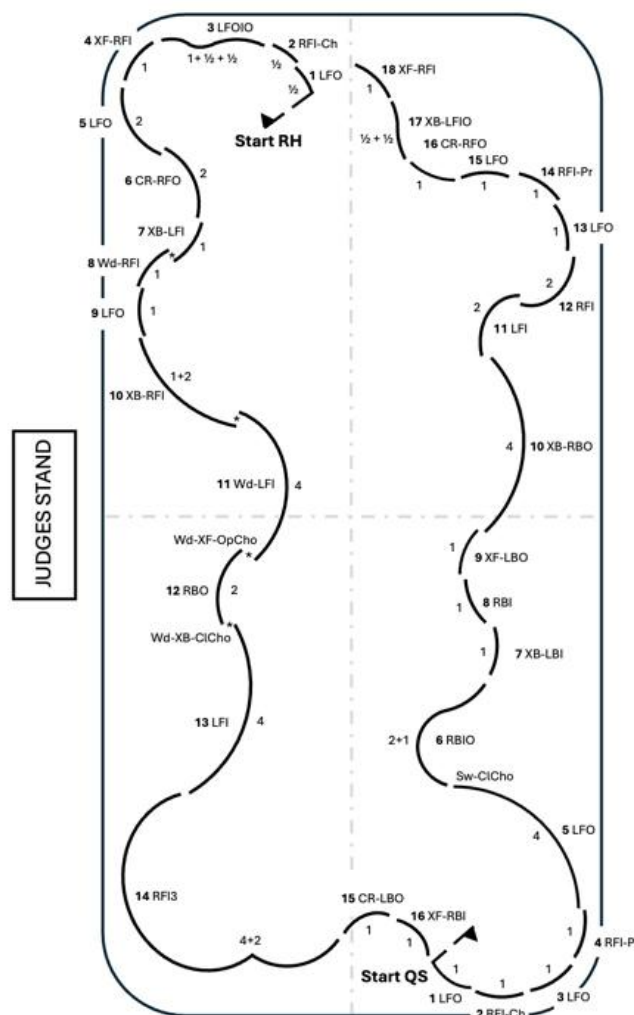 4 XF-RFI
3 LFOIO
2 RFI-Ch
1
1+ ½ + ½
½
1 LFO
½
Start RH
5 LFO
2
6 CR-RFO
2
7 XB-LFI
*
1
8 Wd-RFI
1
9 LFO
1
1+2
10 XB-RFI
*
11 Wd-LFI
4
Wd-XF-OpCho
*
12 RBO
2
Wd-XB-ClCho
*
13 LFI
4
14 RFI3
4+2
15 CR-LBO
1
16 XF-RBI
1
JUDGES STAND
18 XF-RFI
1
17 XB-LFIO
½ + ½
16 CR-RFO
1
15 LFO
1
14 RFI-Pr
1
13 LFO
1
12 RFI
2
11 LFI
2
10 XB-RBO
4
9 XF-LBO
1
8 RBI
1
7 XB-LBI
1
6 RBIO
2+1
Sw-ClCho
5 LFO
4
4 RFI-P
1
3 LFO
1
2 RFI-Ch
1
1 LFO
1
Start QS